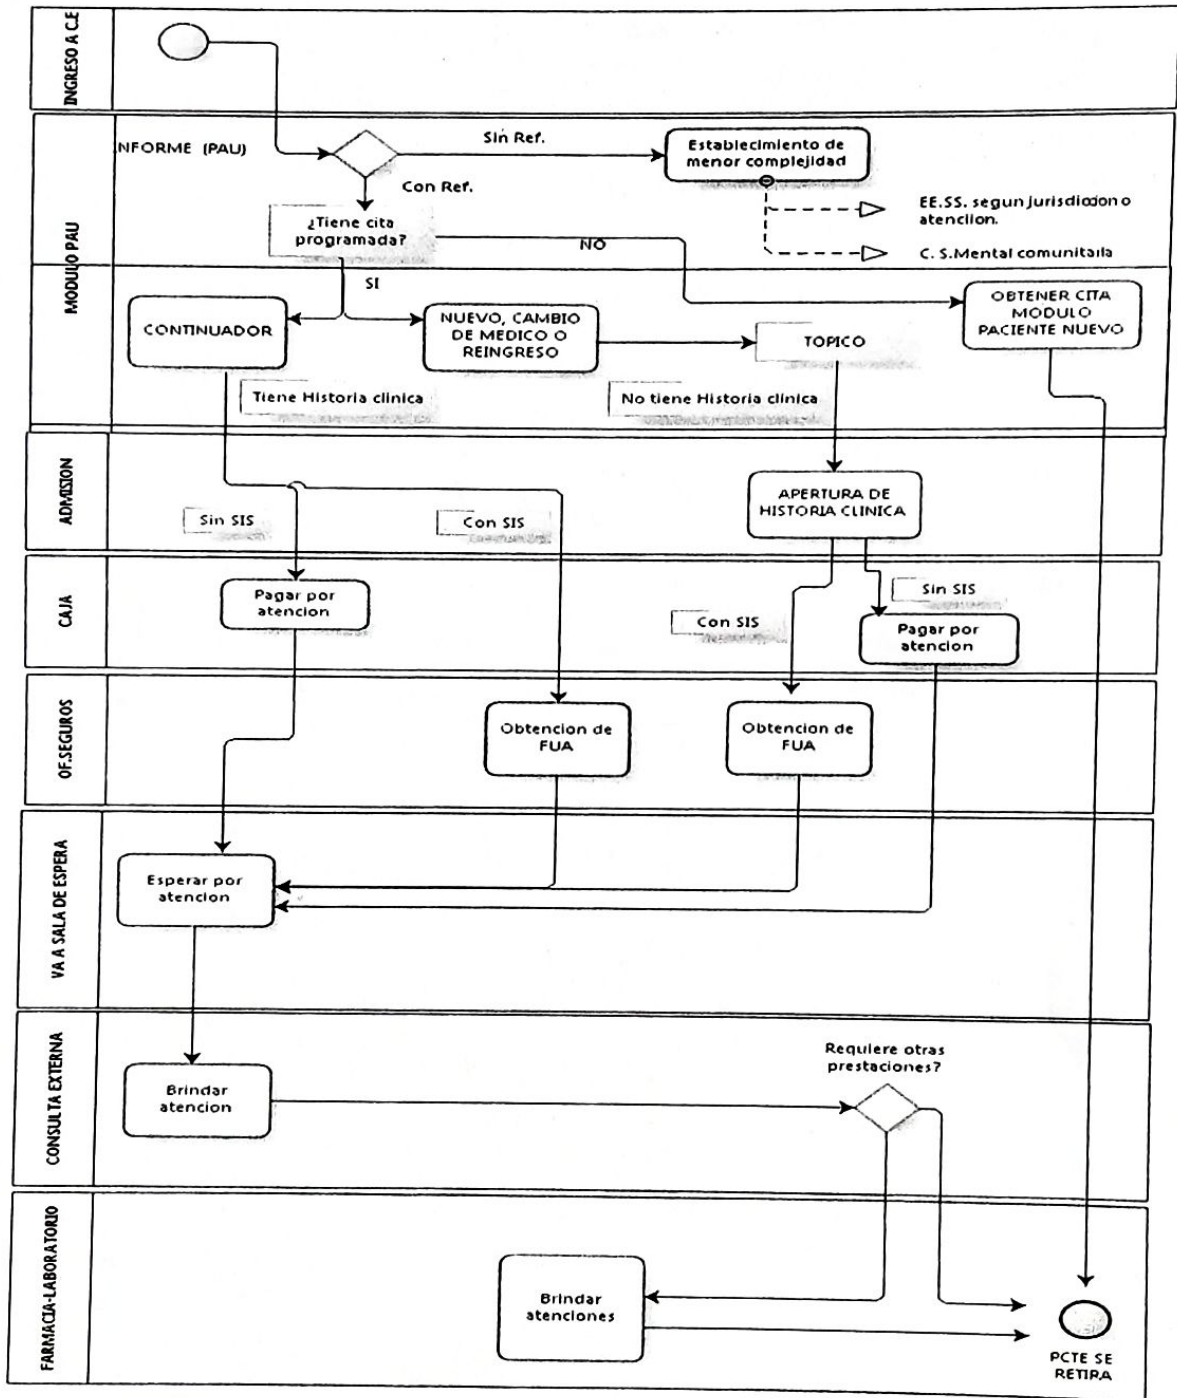 INGRESO A C.E
MODULO PAU
NFORME (PAU)
Sin Ref.
Establecimiento de
menor complejidad
Con Ref.
¿Tiene cita
programada?
NO
EE.SS. segun jurisdiccion o
atencion.
C. S.Mental comunitaria
SI
CONTINUADOR
NUEVO, CAMBIO
DE MEDICO O
REINGRESO
TOPICO
OBTENER CITA
MODULO
PACIENTE NUEVO
Tiene Historia clinica
No tiene Historia clinica
ADMISION
Sin SIS
Con SIS
APERTURA DE
HISTORIA CLINICA
CAJA
Pagar por
atencion
Con SIS
Sin SIS
Pagar por
atencion
OF.SEGUROS
Obtencion de
FUA
Obtencion de
FUA
VA A SALA DE ESPERA
Esperar por
atencion
CONSULTA EXTERNA
Brindar
atencion
Requiere otras
prestaciones?
FARMACIA-LABORATORIO
Brindar
atenciones
PCTE SE
RETIRA